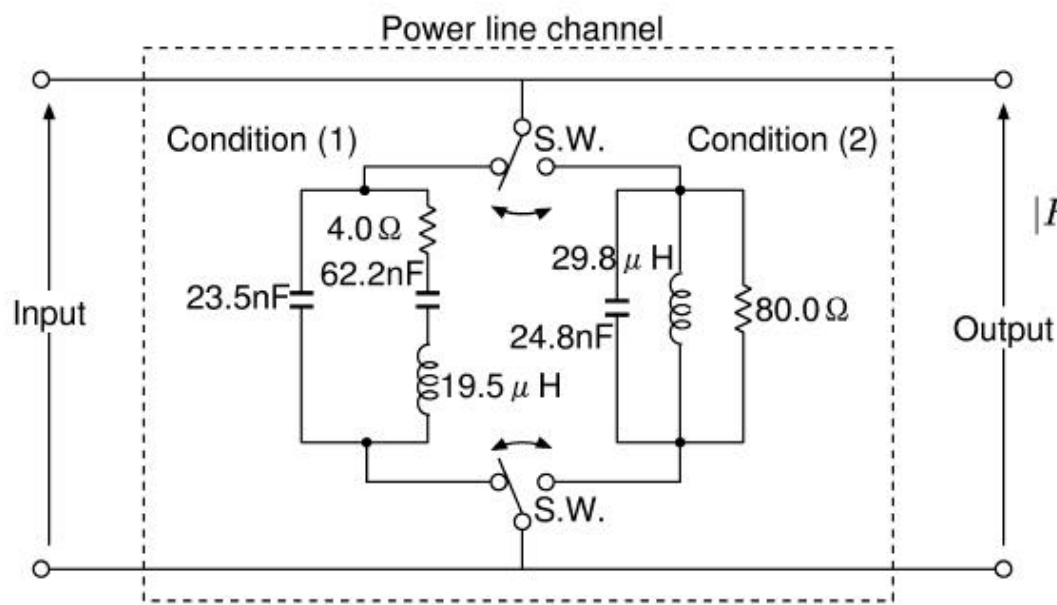 Power line channel
Condition (1)
S.W.
Condition (2)
4.0 Ω
62.2nF
23.5nF
19.5 μ H
29.8 μ H
24.8nF
80.0 Ω
Input
Output
S.W.